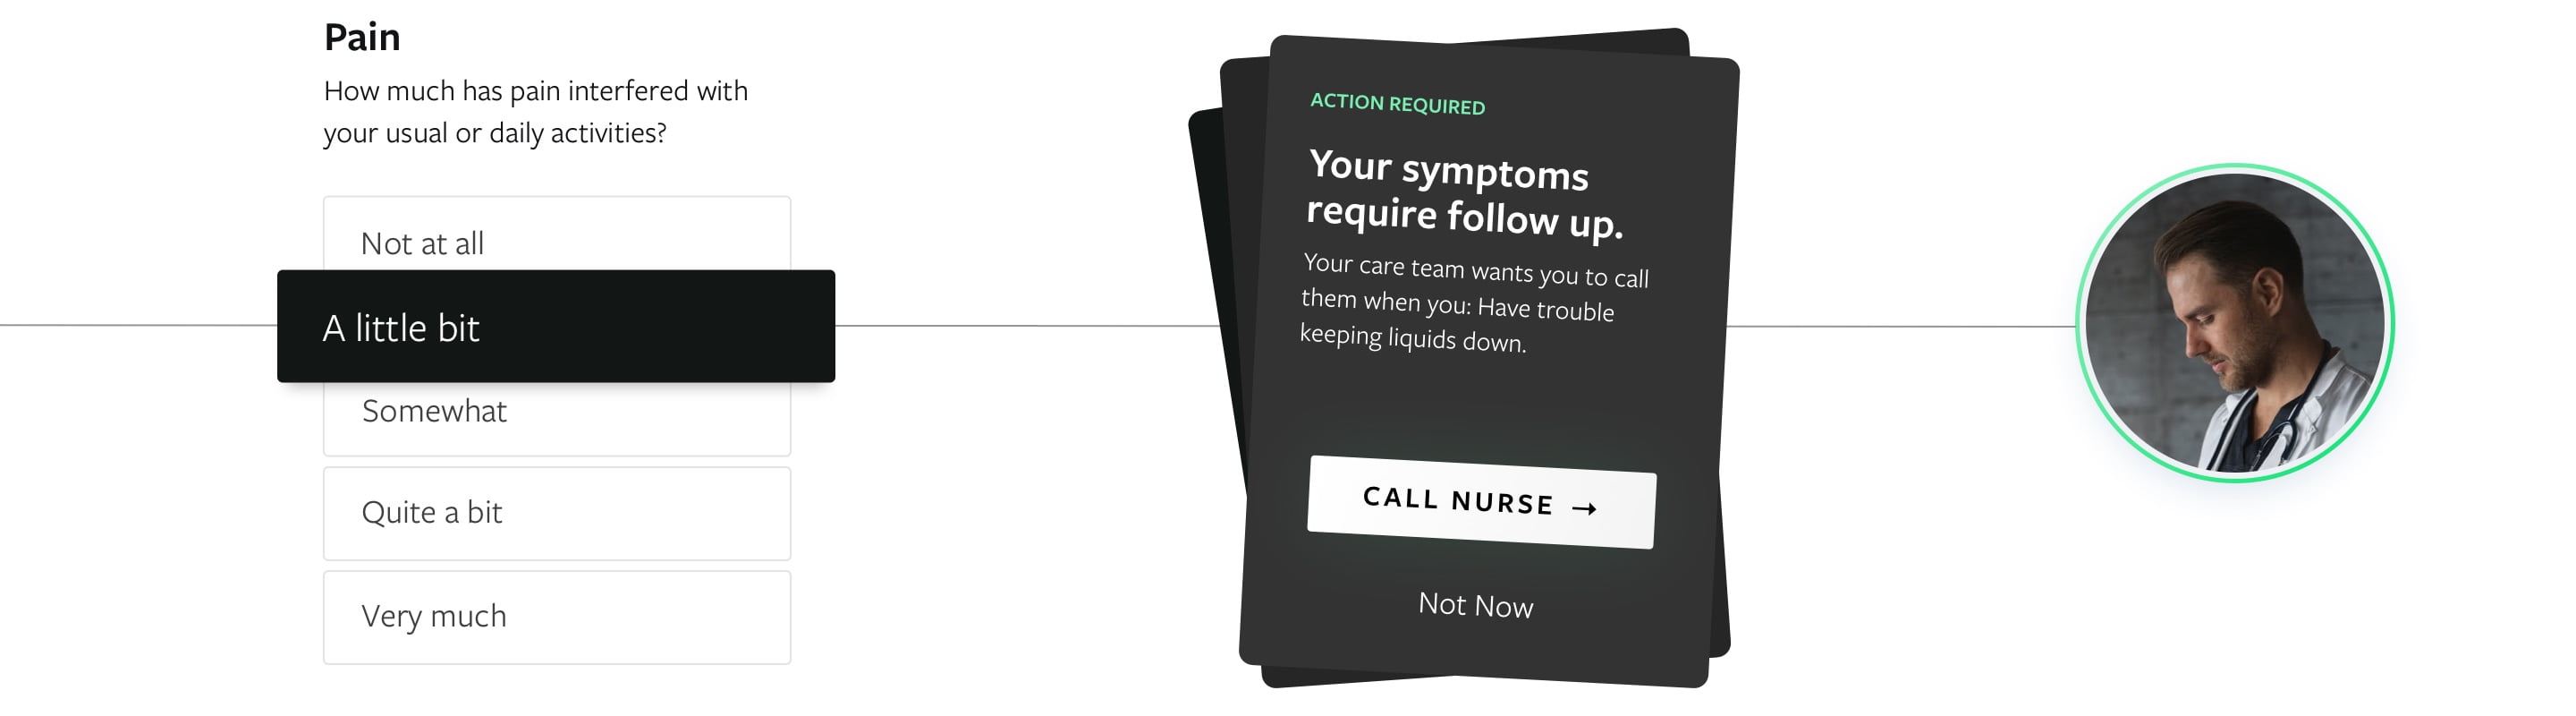 Pain
How much has pain interfered with
your usual or daily activities?
Not at all
A little bit
Somewhat
Quite a bit
Very much
ACTION REQUIRED
Your symptoms
require follow up.
Your care team wants you to call
them when you: Have trouble
keeping liquids down.
CALL NURSE →
Not Now